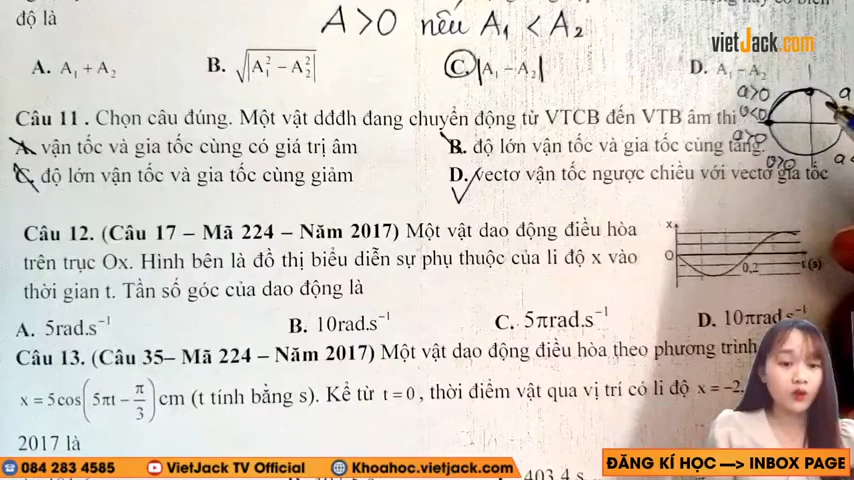 độ là
A > 0 nếu A₁ < A₂
vietJack.com
A. A₁ + A₂ B. √|A₁² − A₂²| C. |A₁ − A₂| D. A₁ − A₂
Câu 11 . Chọn câu đúng. Một vật dđđh đang chuyển động từ VTCB đến VTB âm thì
a>0 a
v<0
a>0
v>0 a<
A. vận tốc và gia tốc cùng có giá trị âm B. độ lớn vận tốc và gia tốc cùng tăng.
C. độ lớn vận tốc và gia tốc cùng giảm D. vectơ vận tốc ngược chiều với vectơ gia tốc
Câu 12. (Câu 17 – Mã 224 – Năm 2017) Một vật dao động điều hòa
trên trục Ox. Hình bên là đồ thị biểu diễn sự phụ thuộc của li độ x vào
thời gian t. Tần số góc của dao động là
x
O 0,2 t(s)
A. 5rad.s⁻¹ B. 10rad.s⁻¹ C. 5πrad.s⁻¹ D. 10πrad.s⁻¹
Câu 13. (Câu 35– Mã 224 – Năm 2017) Một vật dao động điều hòa theo phương trình
x = 5cos(5πt − π/3) cm (t tính bằng s). Kể từ t = 0, thời điểm vật qua vị trí có li độ x = −2,
2017 là
403,4 s
084 283 4585 VietJack TV Official Khoahoc.vietjack.com
ĐĂNG KÍ HỌC —> INBOX PAGE